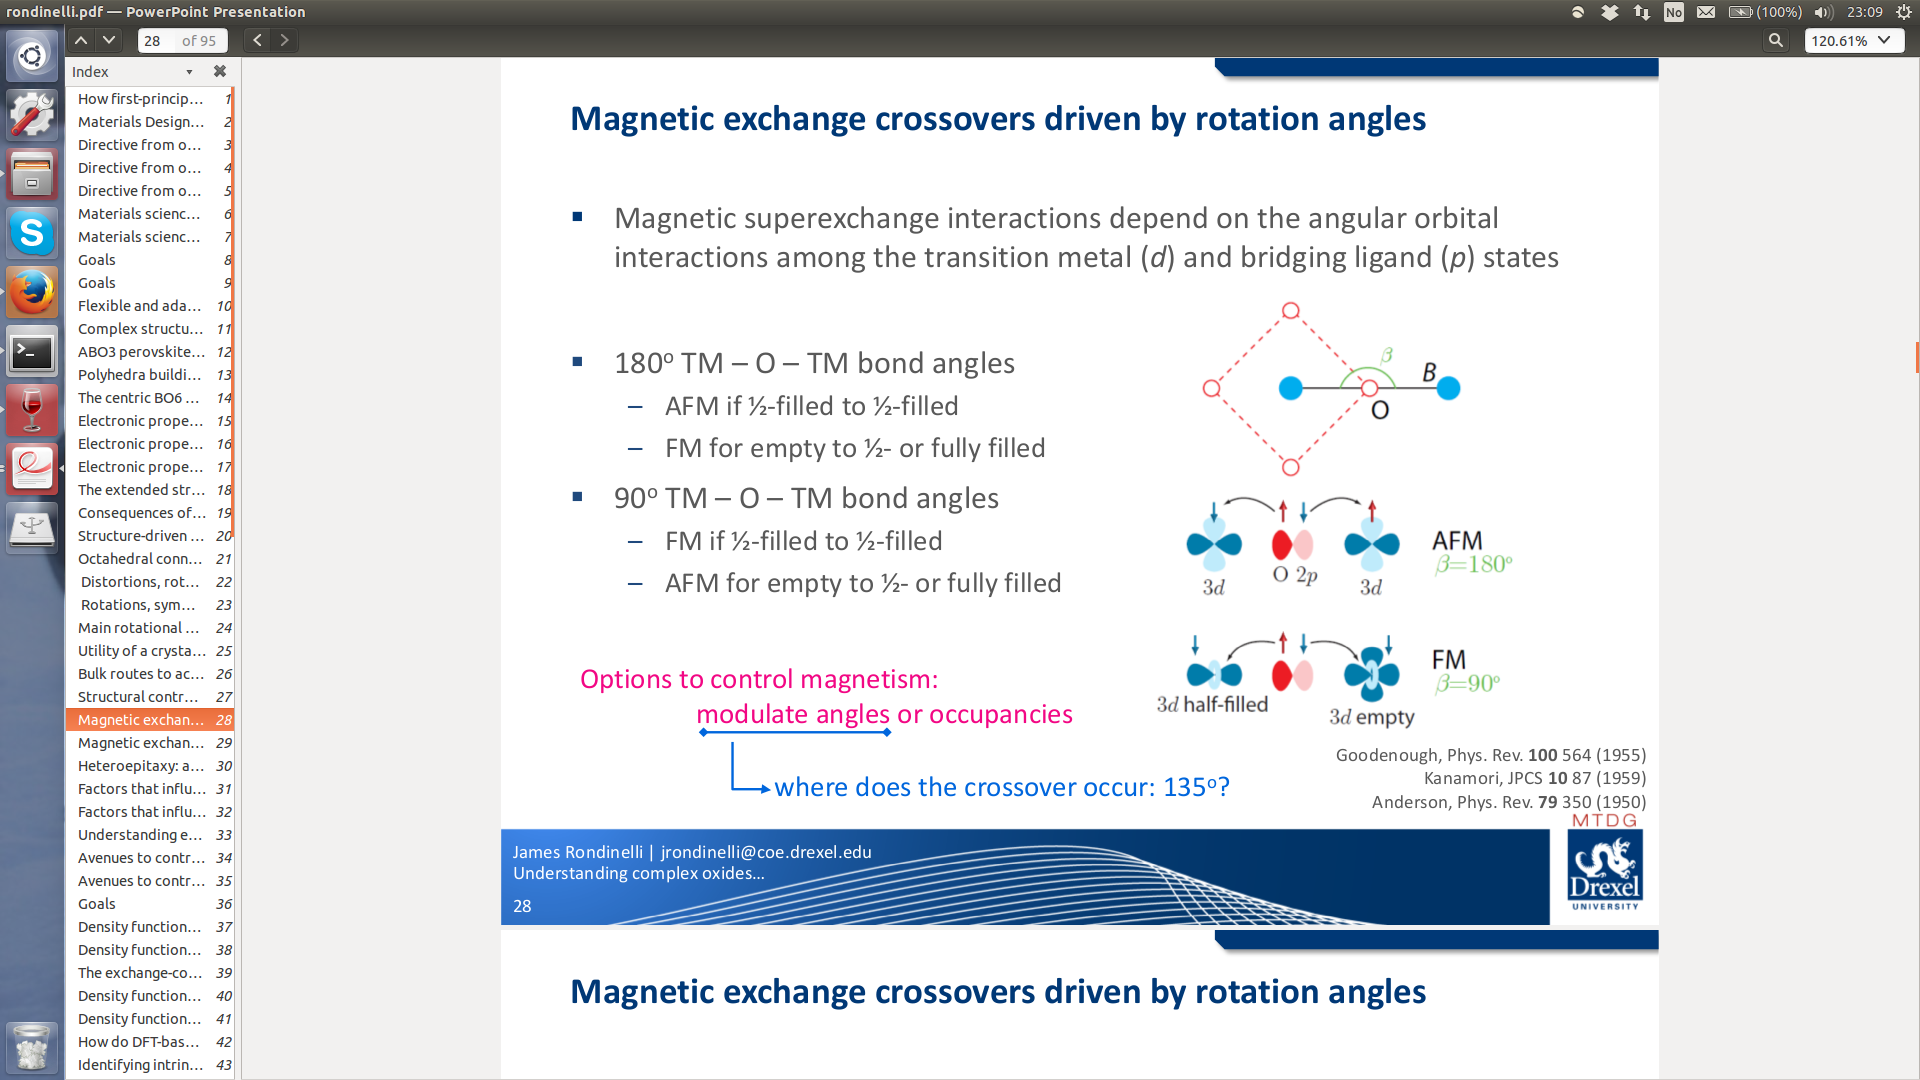 rondinelli.pdf — PowerPoint Presentation
No
(100%)
23:09
28 of 95
120.61%
Index
How first-princip... 1
Materials Design... 2
Directive from o... 3
Directive from o... 4
Directive from o... 5
Materials scienc... 6
Materials scienc... 7
Goals 8
Goals 9
Flexible and ada... 10
Complex structu... 11
ABO3 perovskite... 12
Polyhedra buildi... 13
The centric BO6 ... 14
Electronic prope... 15
Electronic prope... 16
Electronic prope... 17
The extended str... 18
Consequences of... 19
Structure-driven ... 20
Octahedral conn... 21
Distortions, rot... 22
Rotations, sym... 23
Main rotational ... 24
Utility of a crysta... 25
Bulk routes to ac... 26
Structural contr... 27
Magnetic exchan... 28
Magnetic exchan... 29
Heteroepitaxy: a... 30
Factors that influ... 31
Factors that influ... 32
Understanding e... 33
Avenues to contr... 34
Avenues to contr... 35
Goals 36
Density function... 37
Density function... 38
The exchange-co... 39
Density function... 40
Density function... 41
How do DFT-bas... 42
Identifying intrin... 43
Magnetic exchange crossovers driven by rotation angles
Magnetic superexchange interactions depend on the angular orbital
interactions among the transition metal (d) and bridging ligand (p) states
180º TM – O – TM bond angles
– AFM if ½-filled to ½-filled
– FM for empty to ½- or fully filled
90º TM – O – TM bond angles
– FM if ½-filled to ½-filled
– AFM for empty to ½- or fully filled
β
B
O
AFM
β=180º
3d
O 2p
3d
FM
β=90º
3d half-filled
3d empty
Options to control magnetism:
modulate angles or occupancies
where does the crossover occur: 135º?
Goodenough, Phys. Rev. 100 564 (1955)
Kanamori, JPCS 10 87 (1959)
Anderson, Phys. Rev. 79 350 (1950)
MTDG
James Rondinelli | jrondinelli@coe.drexel.edu
Understanding complex oxides...
28
Drexel
UNIVERSITY
Magnetic exchange crossovers driven by rotation angles